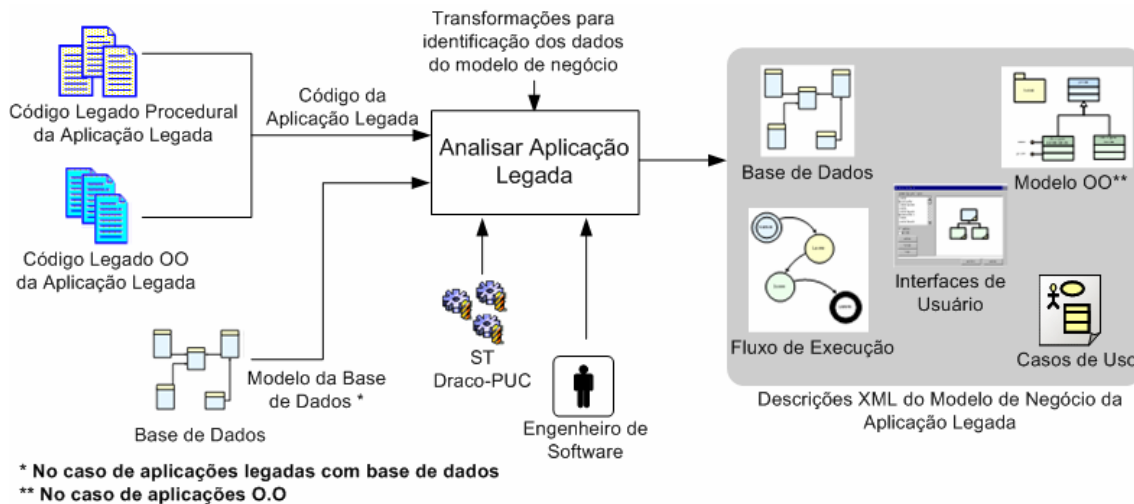 Transformações para
identificação dos dados
do modelo de negócio
Código Legado Procedural
da Aplicação Legada
Código da
Aplicação Legada
Analisar Aplicação
Legada
Base de Dados
Modelo OO**
Código Legado OO
da Aplicação Legada
Interfaces de
Usuário
Fluxo de Execução
Casos de Uso
ST
Draco-PUC
Modelo da Base
de Dados *
Base de Dados
Engenheiro de
Software
Descrições XML do Modelo de Negócio da
Aplicação Legada
* No caso de aplicações legadas com base de dados
** No caso de aplicações O.O